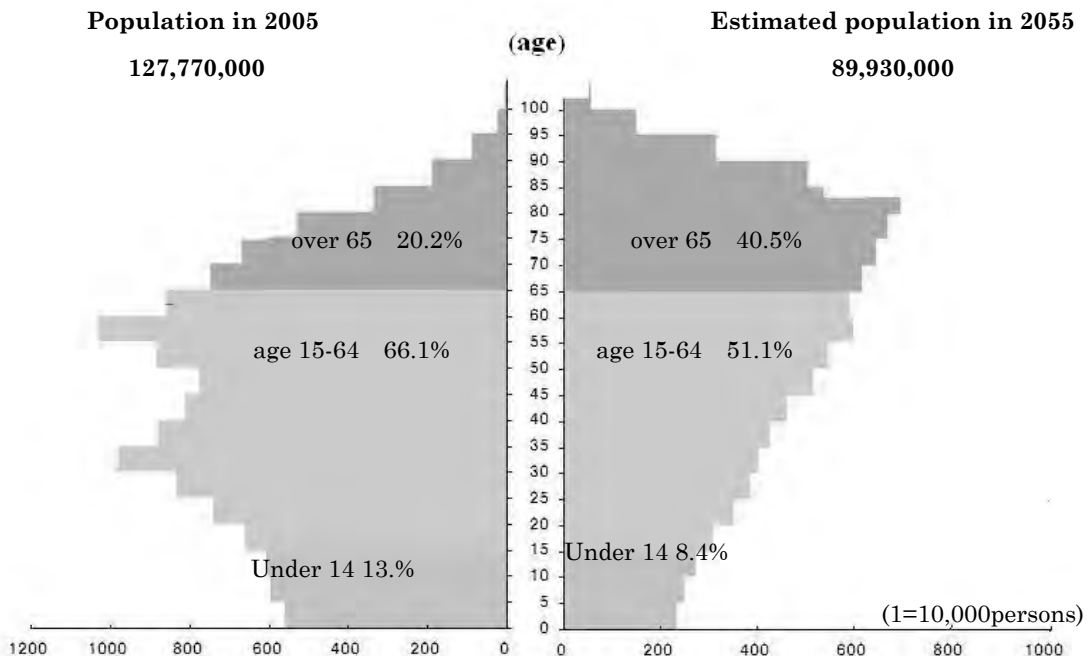 Population in 2005
127,770,000
(age)
Estimated population in 2055
89,930,000
100
95
90
85
80
75
70
65
60
55
50
45
40
35
30
25
20
15
10
5
0
over 65 20.2%
over 65 40.5%
age 15-64 66.1%
age 15-64 51.1%
Under 14 13.%
Under 14 8.4%
(1=10,000persons)
1200 1000 800 600 400 200 0
0 200 400 600 800 1000